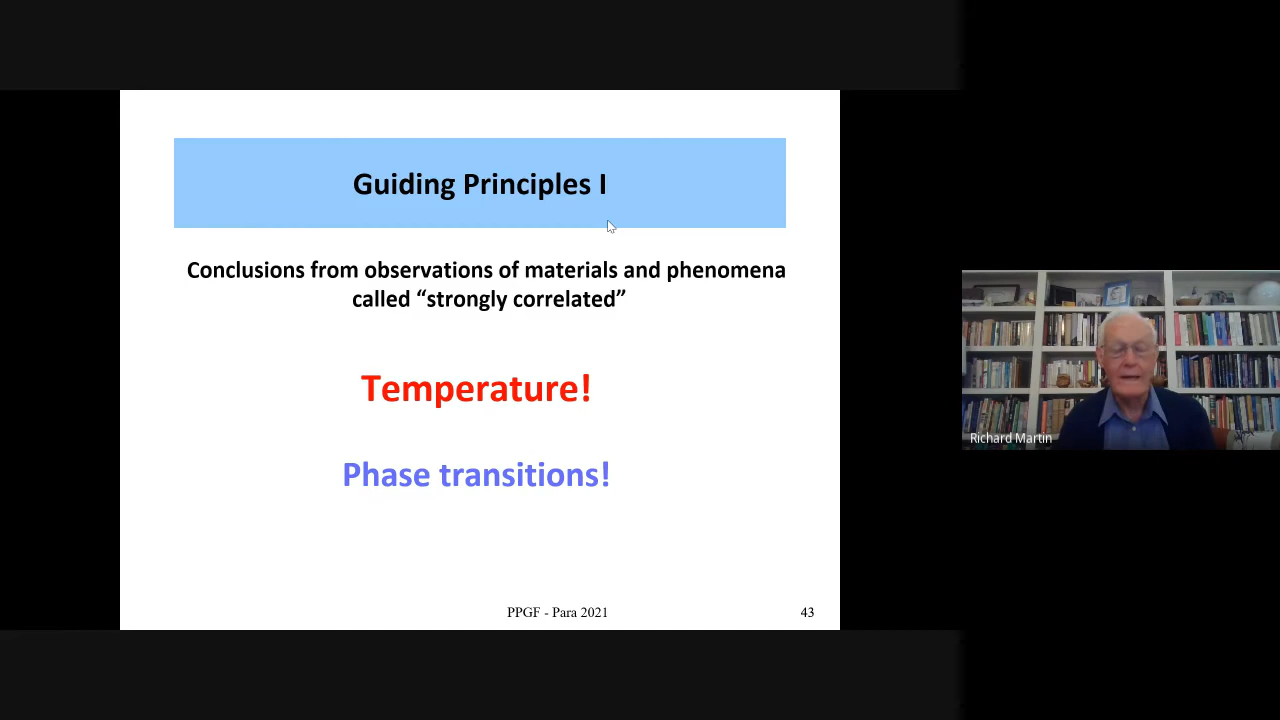 Guiding Principles I
Conclusions from observations of materials and phenomena
called “strongly correlated”
Temperature!
Phase transitions!
PPGF - Para 2021
43
Richard Martin